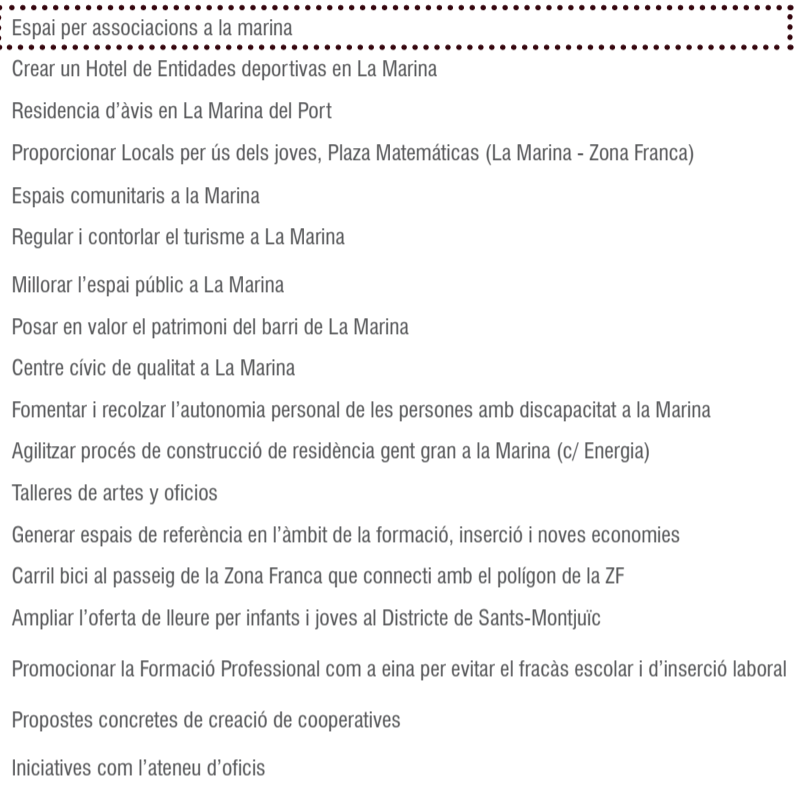 Espai per associacions a la marina
Crear un Hotel de Entidades deportivas en La Marina
Residencia d'àvis en La Marina del Port
Proporcionar Locals per ús dels joves, Plaza Matemáticas (La Marina - Zona Franca)
Espais comunitaris a la Marina
Regular i contorlar el turisme a La Marina
Millorar l'espai públic a La Marina
Posar en valor el patrimoni del barri de La Marina
Centre cívic de qualitat a La Marina
Fomentar i recolzar l'autonomia personal de les persones amb discapacitat a la Marina
Agilitzar procés de construcció de residència gent gran a la Marina (c/ Energia)
Talleres de artes y oficios
Generar espais de referència en l'àmbit de la formació, inserció i noves economies
Carril bici al passeig de la Zona Franca que connecti amb el polígon de la ZF
Ampliar l'oferta de lleure per infants i joves al Districte de Sants-Montjuïc
Promocionar la Formació Professional com a eina per evitar el fracàs escolar i d'inserció laboral
Propostes concretes de creació de cooperatives
Iniciatives com l'ateneu d'oficis